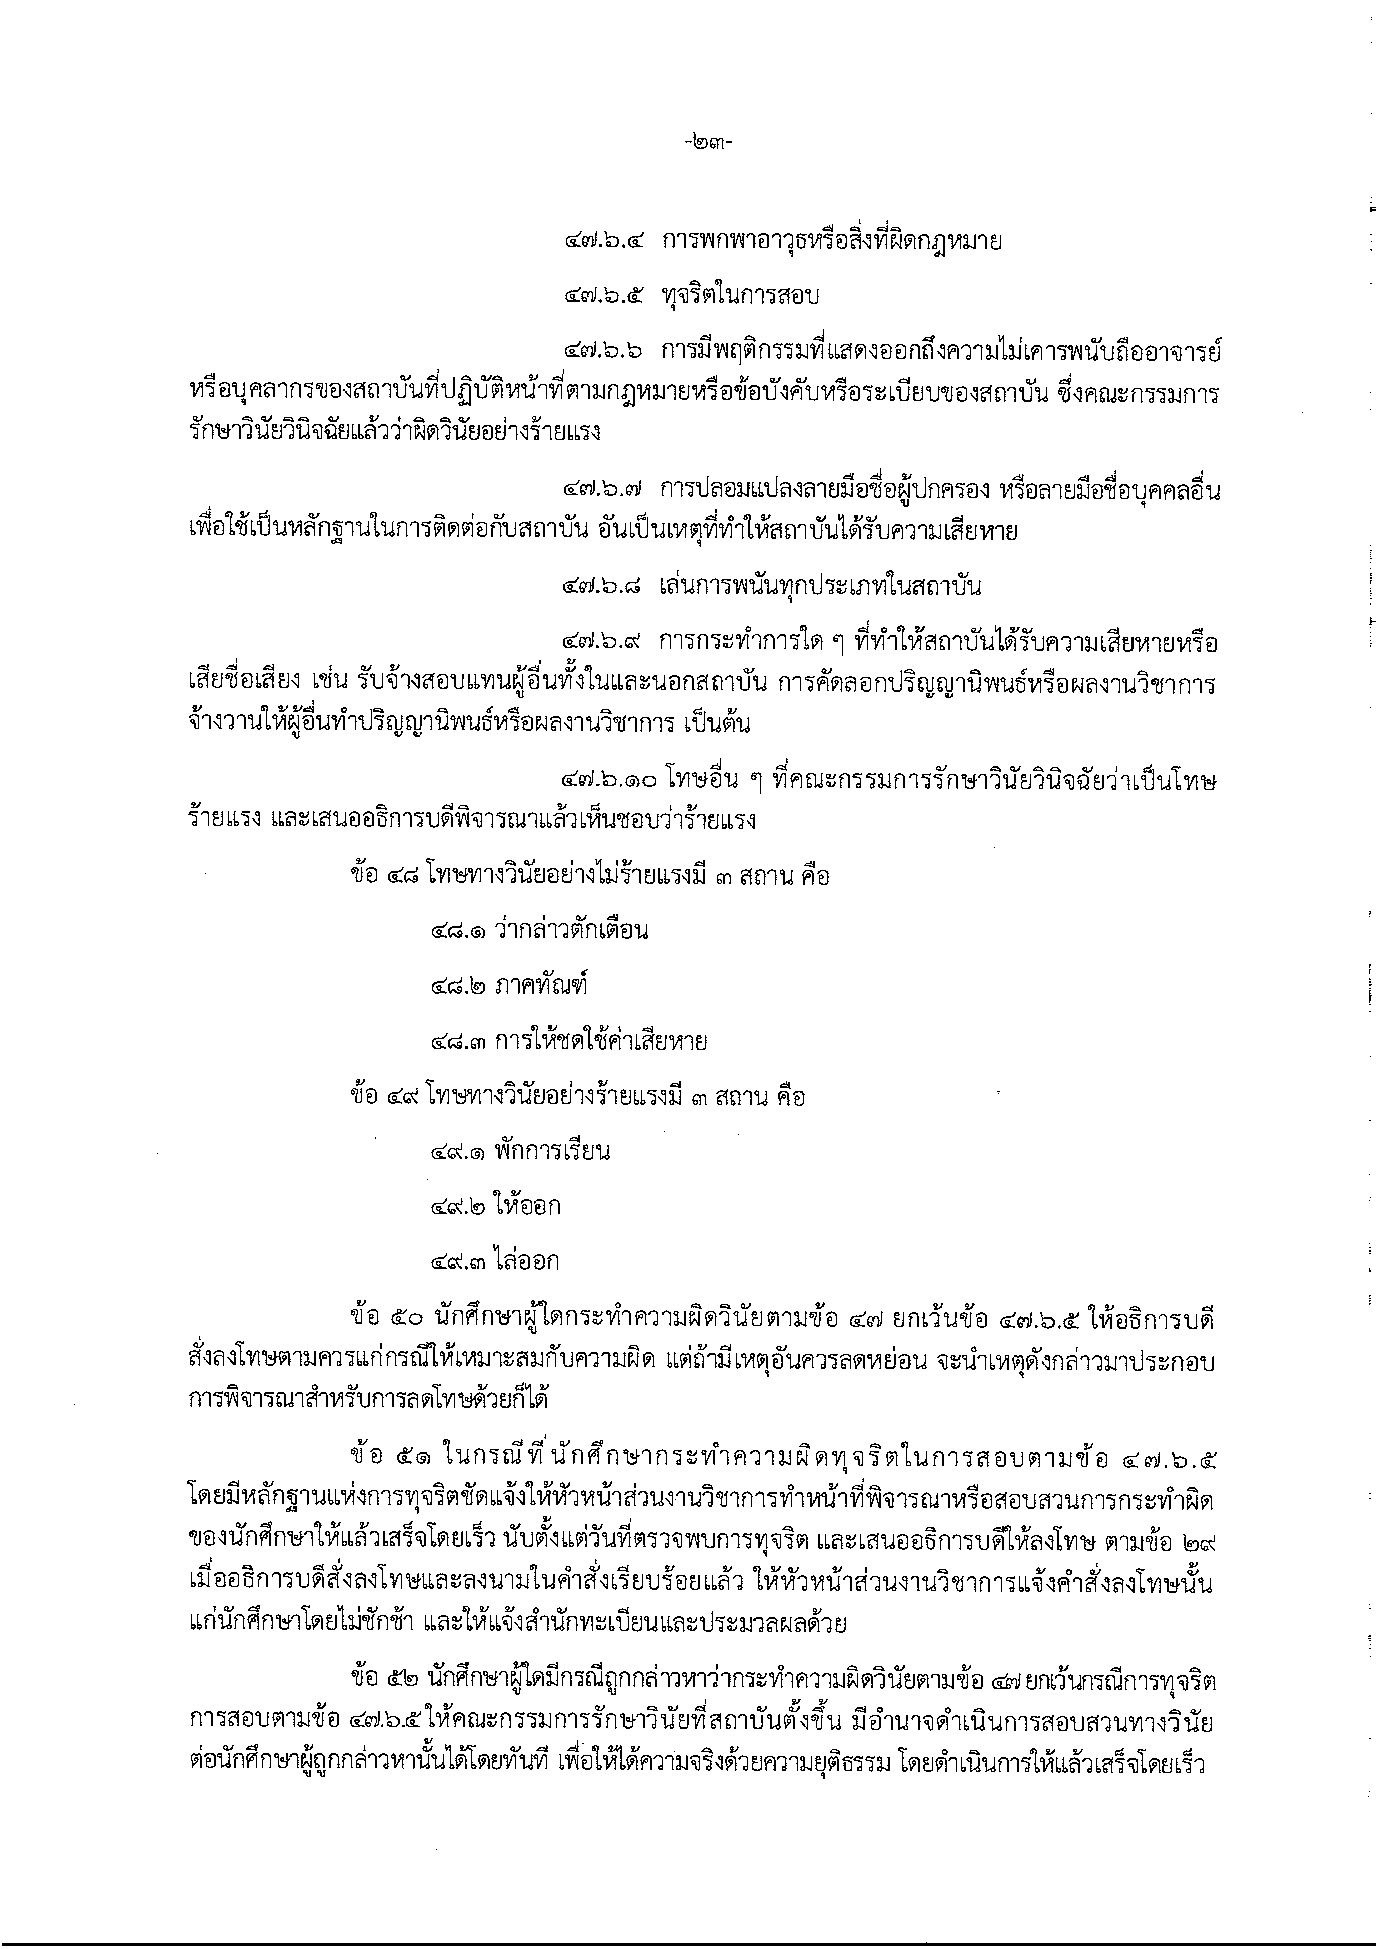 -๒๓-
๔๗.๖.๔ การพกพาอาวุธหรือสิ่งที่ผิดกฎหมาย
๔๗.๖.๕ ทุจริตในการสอบ
๔๗.๖.๖ การมีพฤติกรรมที่แสดงออกถึงความไม่เคารพนับถืออาจารย์
หรือบุคลากรของสถาบันที่ปฏิบัติหน้าที่ตามกฎหมายหรือข้อบังคับหรือระเบียบของสถาบัน ซึ่งคณะกรรมการ
รักษาวินัยวินิจฉัยแล้วว่าผิดวินัยอย่างร้ายแรง
๔๗.๖.๗ การปลอมแปลงลายมือชื่อผู้ปกครอง หรือลายมือชื่อบุคคลอื่น
เพื่อใช้เป็นหลักฐานในการติดต่อกับสถาบัน อันเป็นเหตุที่ทำให้สถาบันได้รับความเสียหาย
๔๗.๖.๘ เล่นการพนันทุกประเภทในสถาบัน
๔๗.๖.๙ การกระทำการใด ๆ ที่ทำให้สถาบันได้รับความเสียหายหรือ
เสียชื่อเสียง เช่น รับจ้างสอบแทนผู้อื่นทั้งในและนอกสถาบัน การคัดลอกปริญญานิพนธ์หรือผลงานวิชาการ
จ้างวานให้ผู้อื่นทำปริญญานิพนธ์หรือผลงานวิชาการ เป็นต้น
๔๗.๖.๑๐ โทษอื่น ๆ ที่คณะกรรมการรักษาวินัยวินิจฉัยว่าเป็นโทษ
ร้ายแรง และเสนออธิการบดีพิจารณาแล้วเห็นชอบว่าร้ายแรง
ข้อ ๔๘ โทษทางวินัยอย่างไม่ร้ายแรงมี ๓ สถาน คือ
๔๘.๑ ว่ากล่าวตักเตือน
๔๘.๒ ภาคทัณฑ์
๔๘.๓ การให้ชดใช้ค่าเสียหาย
ข้อ ๔๙ โทษทางวินัยอย่างร้ายแรงมี ๓ สถาน คือ
๔๙.๑ พักการเรียน
๔๙.๒ ให้ออก
๔๙.๓ ไล่ออก
ข้อ ๕๐ นักศึกษาผู้ใดกระทำความผิดวินัยตามข้อ ๔๗ ยกเว้นข้อ ๔๗.๖.๕ ให้อธิการบดี
สั่งลงโทษตามควรแก่กรณีให้เหมาะสมกับความผิด แต่ถ้ามีเหตุอันควรลดหย่อน จะนำเหตุดังกล่าวมาประกอบ
การพิจารณาสำหรับการลดโทษด้วยก็ได้
ข้อ ๕๑ ในกรณีที่นักศึกษากระทำความผิดทุจริตในการสอบตามข้อ ๔๗.๖.๕
โดยมีหลักฐานแห่งการทุจริตชัดแจ้งให้หัวหน้าส่วนงานวิชาการทำหน้าที่พิจารณาหรือสอบสวนการกระทำผิด
ของนักศึกษาให้แล้วเสร็จโดยเร็ว นับตั้งแต่วันที่ตรวจพบการทุจริต และเสนออธิการบดีให้ลงโทษ ตามข้อ ๒๙
เมื่ออธิการบดีสั่งลงโทษและลงนามในคำสั่งเรียบร้อยแล้ว ให้หัวหน้าส่วนงานวิชาการแจ้งคำสั่งลงโทษนั้น
แก่นักศึกษาโดยไม่ชักช้า และให้แจ้งสำนักทะเบียนและประมวลผลด้วย
ข้อ ๕๒ นักศึกษาผู้ใดมีกรณีถูกกล่าวหาว่ากระทำความผิดวินัยตามข้อ ๔๗ ยกเว้นกรณีการทุจริต
การสอบตามข้อ ๔๗.๖.๕ ให้คณะกรรมการรักษาวินัยที่สถาบันตั้งขึ้น มีอำนาจดำเนินการสอบสวนทางวินัย
ต่อนักศึกษาผู้ถูกกล่าวหานั้นได้โดยทันที เพื่อให้ได้ความจริงด้วยความยุติธรรม โดยดำเนินการให้แล้วเสร็จโดยเร็ว